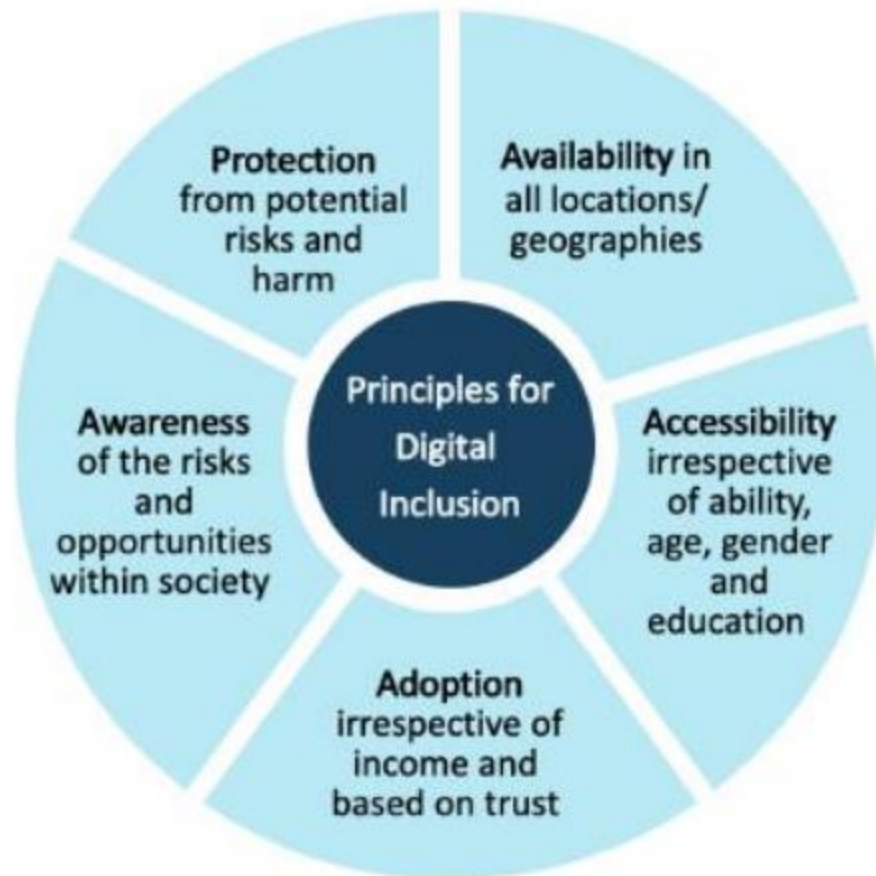 Principles for
Digital
Inclusion
Availability in
all locations/
geographies
Accessibility
irrespective
of ability,
age, gender
and
education
Adoption
irrespective of
income and
based on trust
Awareness
of the risks
and
opportunities
within society
Protection
from potential
risks and
harm